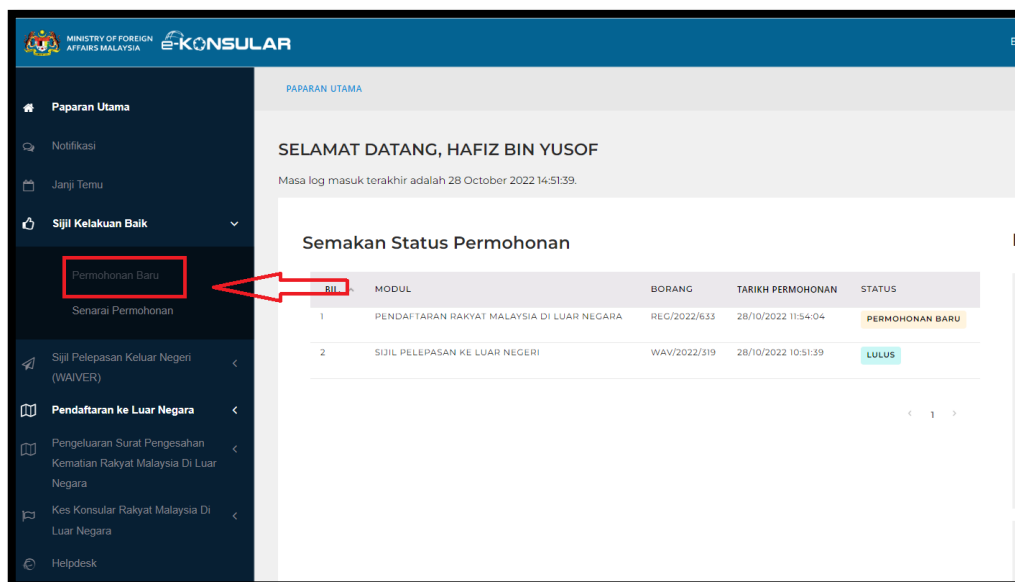 MINISTRY OF FOREIGN
AFFAIRS MALAYSIA
e-KONSULAR
Paparan Utama
Notifikasi
Janji Temu
Sijil Kelakuan Baik
Permohonan Baru
Senarai Permohonan
Sijil Pelepasan Keluar Negeri
(WAIVER)
Pendaftaran ke Luar Negara
Pengeluaran Surat Pengesahan
Kematian Rakyat Malaysia Di Luar
Negara
Kes Konsular Rakyat Malaysia Di
Luar Negara
Helpdesk
PAPARAN UTAMA
SELAMAT DATANG, HAFIZ BIN YUSOF
Masa log masuk terakhir adalah 28 October 2022 14:51:39.
Semakan Status Permohonan
BIL. MODUL BORANG TARIKH PERMOHONAN STATUS
1 PENDAFTARAN RAKYAT MALAYSIA DI LUAR NEGARA REG/2022/633 28/10/2022 11:54:04 PERMOHONAN BARU
2 SIJIL PELEPASAN KE LUAR NEGERI WAV/2022/319 28/10/2022 10:51:39 LULUS
1